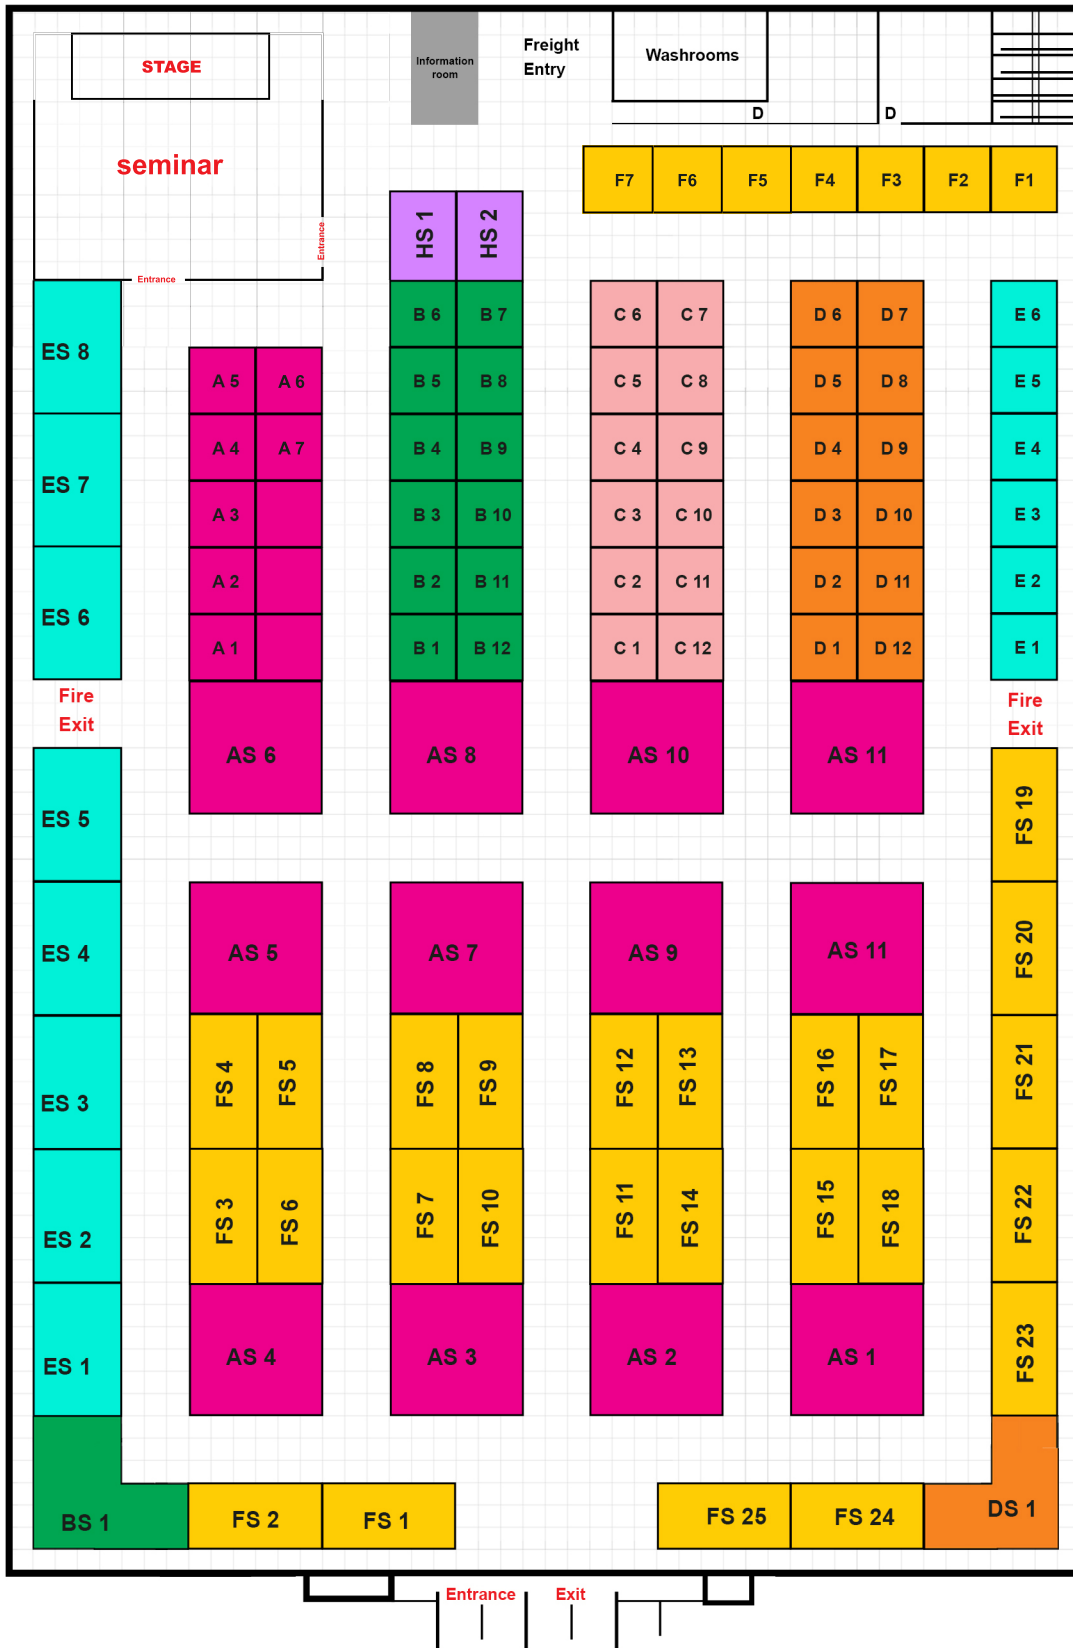 STAGE
Information
room
Freight
Entry
Washrooms
D
D
seminar
Entrance
Entrance
F7 F6 F5 F4 F3 F2 F1
HS 1 HS 2
B 6 B 7 C 6 C 7 D 6 D 7 E 6
ES 8
A 5 A 6 B 5 B 8 C 5 C 8 D 5 D 8 E 5
A 4 A 7 B 4 B 9 C 4 C 9 D 4 D 9 E 4
ES 7
A 3 B 3 B 10 C 3 C 10 D 3 D 10 E 3
A 2 B 2 B 11 C 2 C 11 D 2 D 11 E 2
ES 6
A 1 B 1 B 12 C 1 C 12 D 1 D 12 E 1
Fire
Exit
Fire
Exit
AS 6 AS 8 AS 10 AS 11
ES 5 FS 19
ES 4 AS 5 AS 7 AS 9 AS 11 FS 20
ES 3 FS 4 FS 5 FS 8 FS 9 FS 12 FS 13 FS 16 FS 17 FS 21
ES 2 FS 3 FS 6 FS 7 FS 10 FS 11 FS 14 FS 15 FS 18 FS 22
ES 1 AS 4 AS 3 AS 2 AS 1 FS 23
BS 1 FS 2 FS 1 FS 25 FS 24 DS 1
Entrance Exit